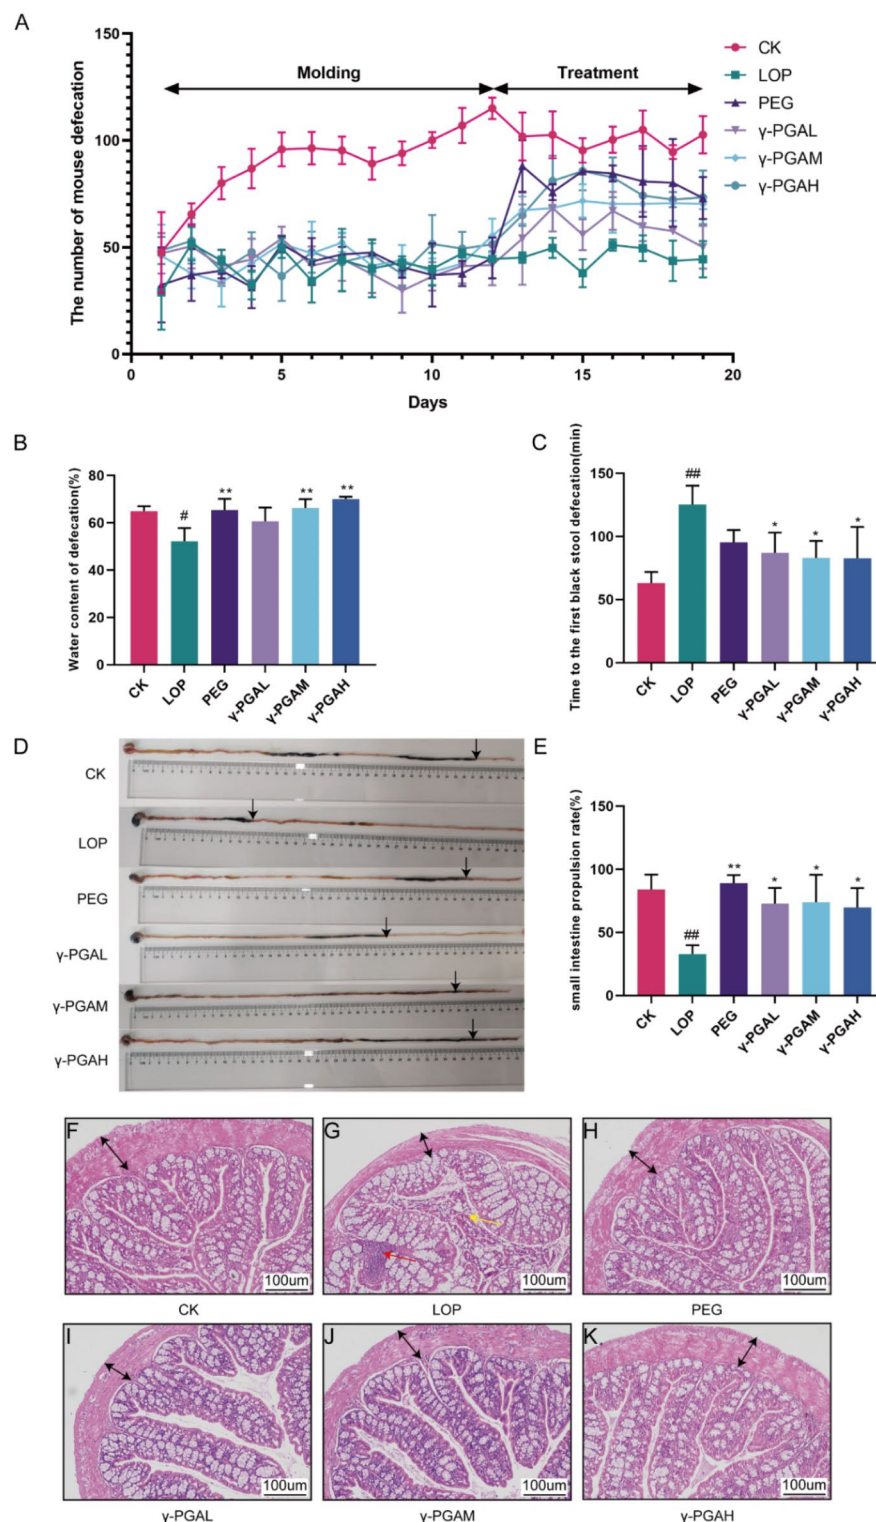 A
150
100
50
0
The number of mouse defecation
Molding
Treatment
CK
LOP
PEG
γ-PGAL
γ-PGAM
γ-PGAH
0
5
10
15
20
Days
B
Water content of defecation(%)
80
60
40
20
0
#
**
**
**
CK
LOP
PEG
γ-PGAL
γ-PGAM
γ-PGAH
C
Time to the first black stool defecation(min)
150
100
50
0
##
*
*
*
CK
LOP
PEG
γ-PGAL
γ-PGAM
γ-PGAH
D
CK
LOP
PEG
γ-PGAL
γ-PGAM
γ-PGAH
E
small intestine propulsion rate(%)
150
100
50
0
##
**
*
*
*
CK
LOP
PEG
γ-PGAL
γ-PGAM
γ-PGAH
F
100um
CK
G
100um
LOP
H
100um
PEG
I
100um
γ-PGAL
J
100um
γ-PGAM
K.
100um
γ-PGAH